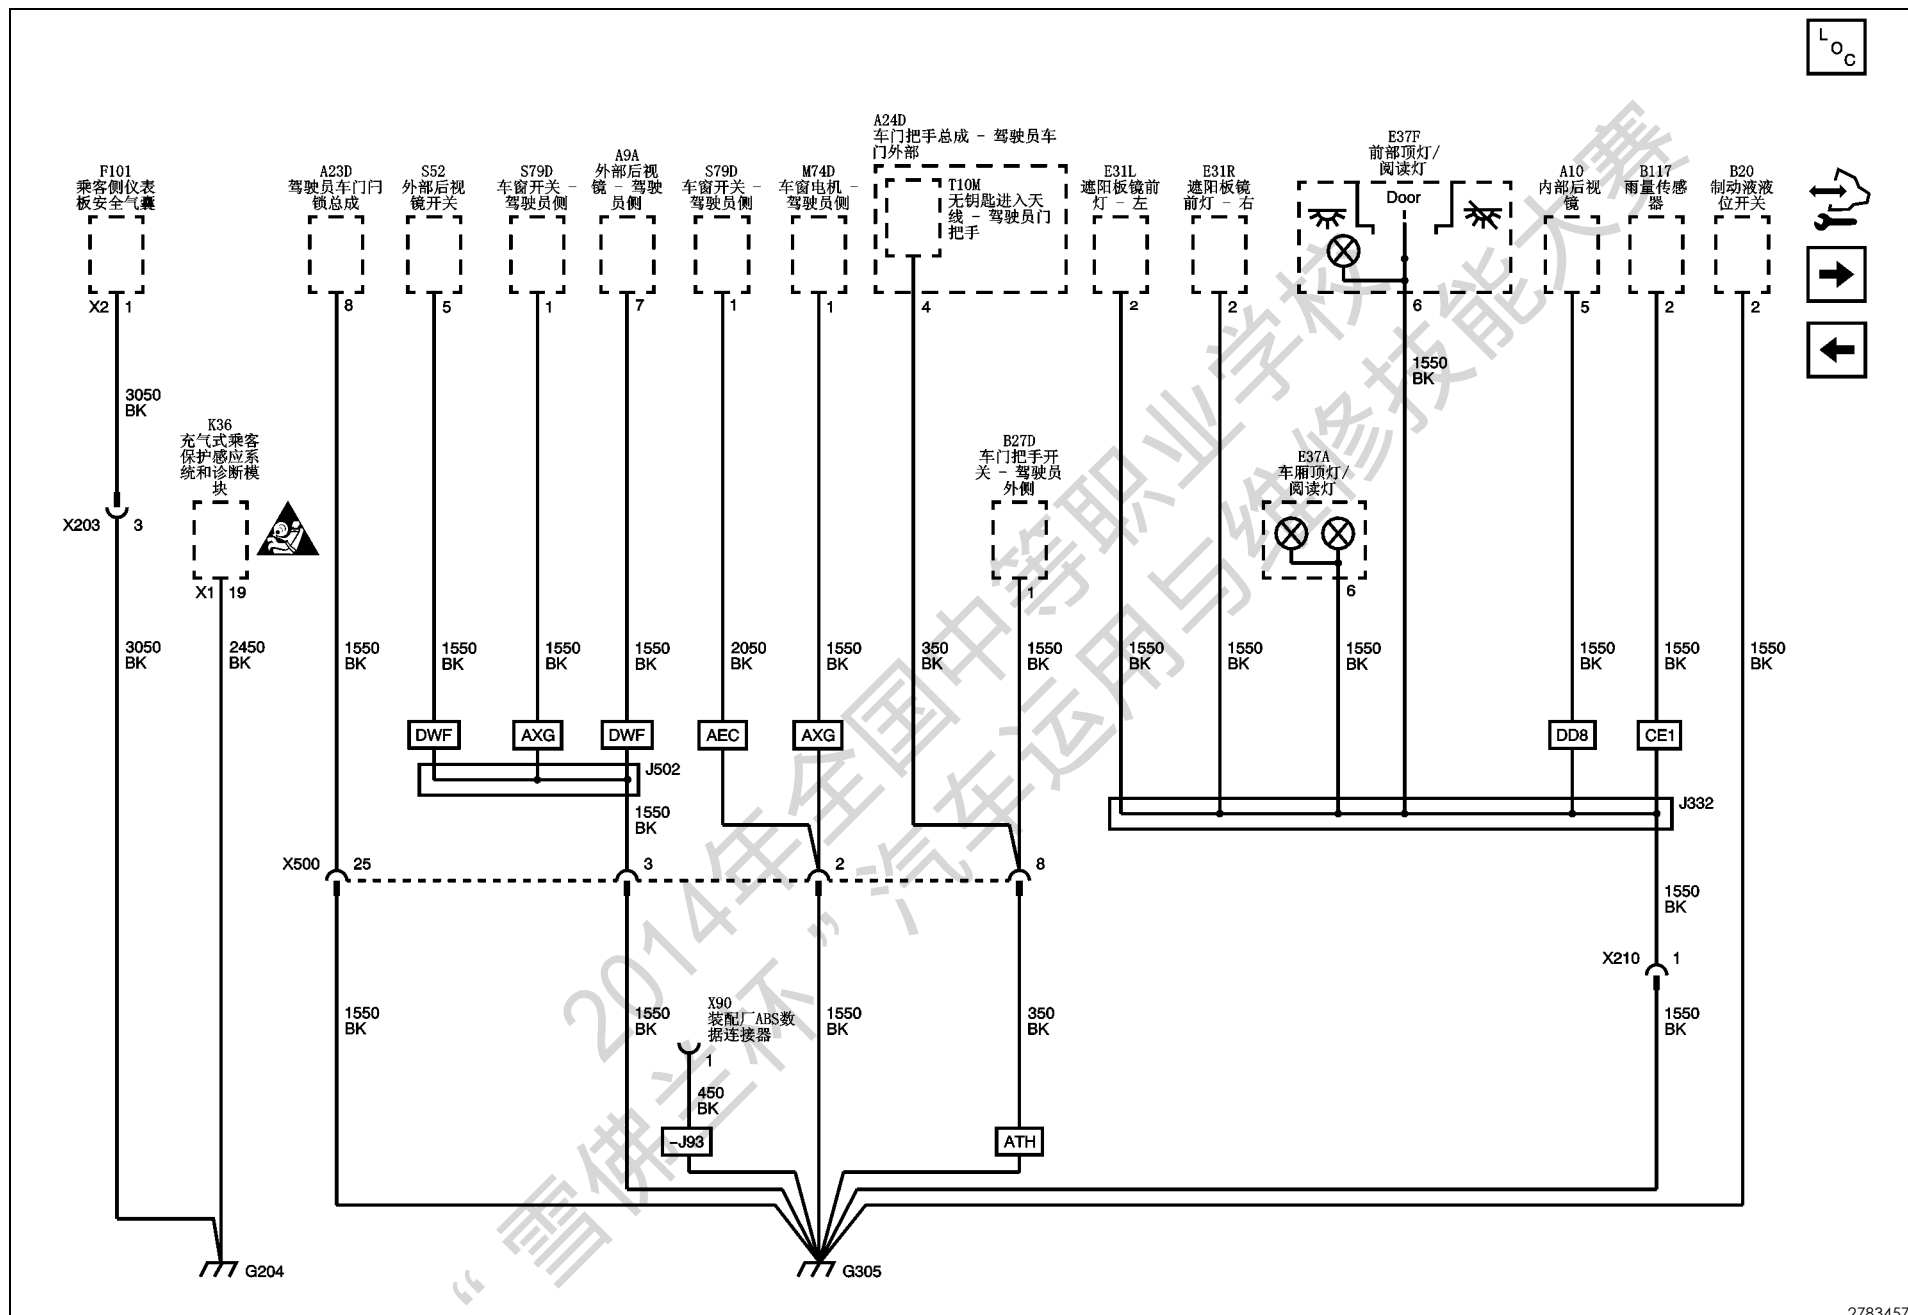 L
O
C
F101
乘客侧仪表
板安全气囊
A23D
驾驶员车门闩
锁总成
S52
外部后视
镜开关
S79D
车窗开关 -
驾驶员侧
A9A
外部后视
镜 - 驾驶
员侧
S79D
车窗开关 -
驾驶员侧
M74D
车窗电机 -
驾驶员侧
A24D
车门把手总成 - 驾驶员车
门外部
T10M
无钥匙进入天
线 - 驾驶员门
把手
E31L
遮阳板镜前
灯 - 左
E31R
遮阳板镜
前灯 - 右
E37F
前部顶灯/
阅读灯
Door
A10
内部后视
镜
B117
雨量传感
器
B20
制动液液
位开关
X2 1
8
5
1
7
1
1
4
2
2
6
5
2
2
3050
BK
1550
BK
K36
充气式乘客
保护感应系
统和诊断模
块
B27D
车门把手开
关 - 驾驶员
外侧
E37A
车厢顶灯/
阅读灯
X203 3
X1 19
1
6
3050
BK
2450
BK
1550
BK
1550
BK
1550
BK
1550
BK
2050
BK
1550
BK
350
BK
1550
BK
1550
BK
1550
BK
1550
BK
1550
BK
1550
BK
1550
BK
DWF
AXG
DWF
AEC
AXG
DD8
CE1
J502
J332
1550
BK
X500 25
3
2
8
1550
BK
X210 1
1550
BK
1550
BK
X90
装配厂ABS数
据连接器
1
450
BK
1550
BK
350
BK
1550
BK
-J93
ATH
G204
G305
2783457
2014年全国中等职业学校
“雪佛兰杯”汽车运用与维修技能大赛